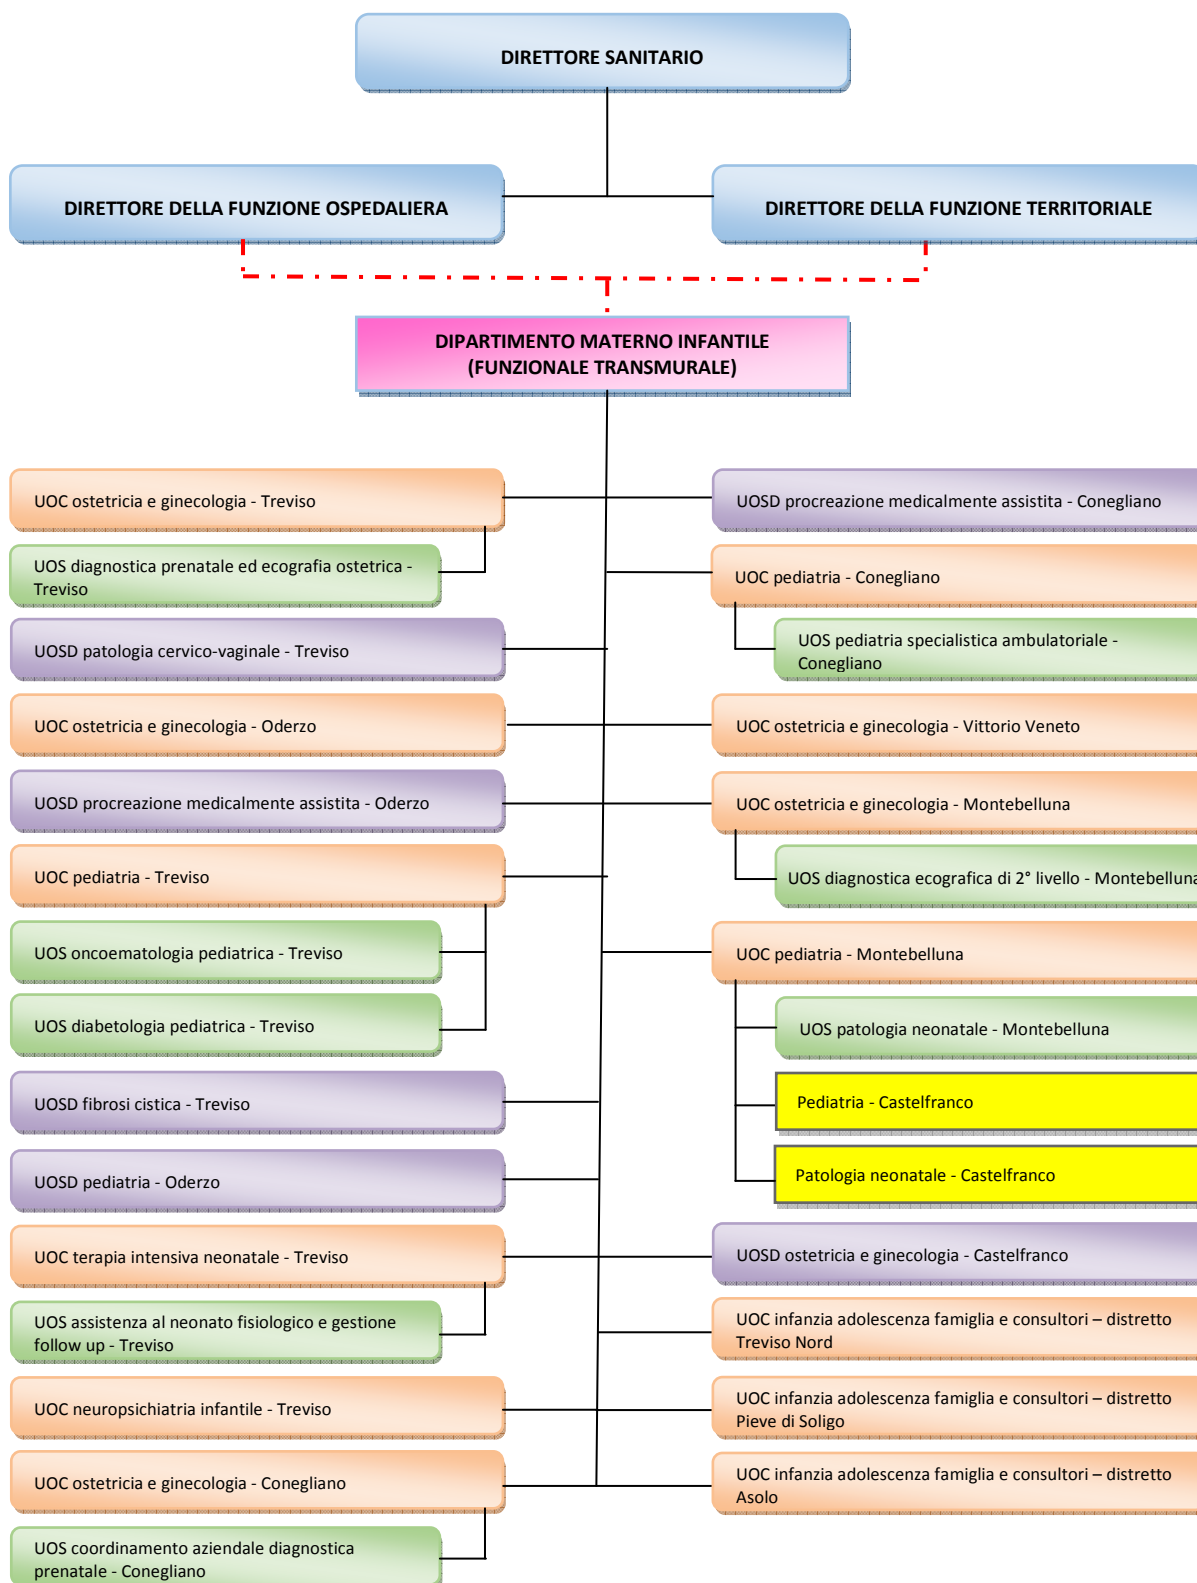 DIRETTORE SANITARIO
DIRETTORE DELLA FUNZIONE OSPEDALIERA
DIRETTORE DELLA FUNZIONE TERRITORIALE
DIPARTIMENTO MATERNO INFANTILE
(FUNZIONALE TRANSMURALE)
UOC ostetricia e ginecologia - Treviso
UOS diagnostica prenatale ed ecografia ostetrica -
Treviso
UOSD patologia cervico-vaginale - Treviso
UOC ostetricia e ginecologia - Oderzo
UOSD procreazione medicalmente assistita - Oderzo
UOC pediatria - Treviso
UOS oncoematologia pediatrica - Treviso
UOS diabetologia pediatrica - Treviso
UOSD fibrosi cistica - Treviso
UOSD pediatria - Oderzo
UOC terapia intensiva neonatale - Treviso
UOS assistenza al neonato fisiologico e gestione
follow up - Treviso
UOC neuropsichiatria infantile - Treviso
UOC ostetricia e ginecologia - Conegliano
UOS coordinamento aziendale diagnostica
prenatale - Conegliano
UOSD procreazione medicalmente assistita - Conegliano
UOC pediatria - Conegliano
UOS pediatria specialistica ambulatoriale -
Conegliano
UOC ostetricia e ginecologia - Vittorio Veneto
UOC ostetricia e ginecologia - Montebelluna
UOS diagnostica ecografica di 2° livello - Montebelluna
UOC pediatria - Montebelluna
UOS patologia neonatale - Montebelluna
Pediatria - Castelfranco
Patologia neonatale - Castelfranco
UOSD ostetricia e ginecologia - Castelfranco
UOC infanzia adolescenza famiglia e consultori – distretto
Treviso Nord
UOC infanzia adolescenza famiglia e consultori – distretto
Pieve di Soligo
UOC infanzia adolescenza famiglia e consultori – distretto
Asolo